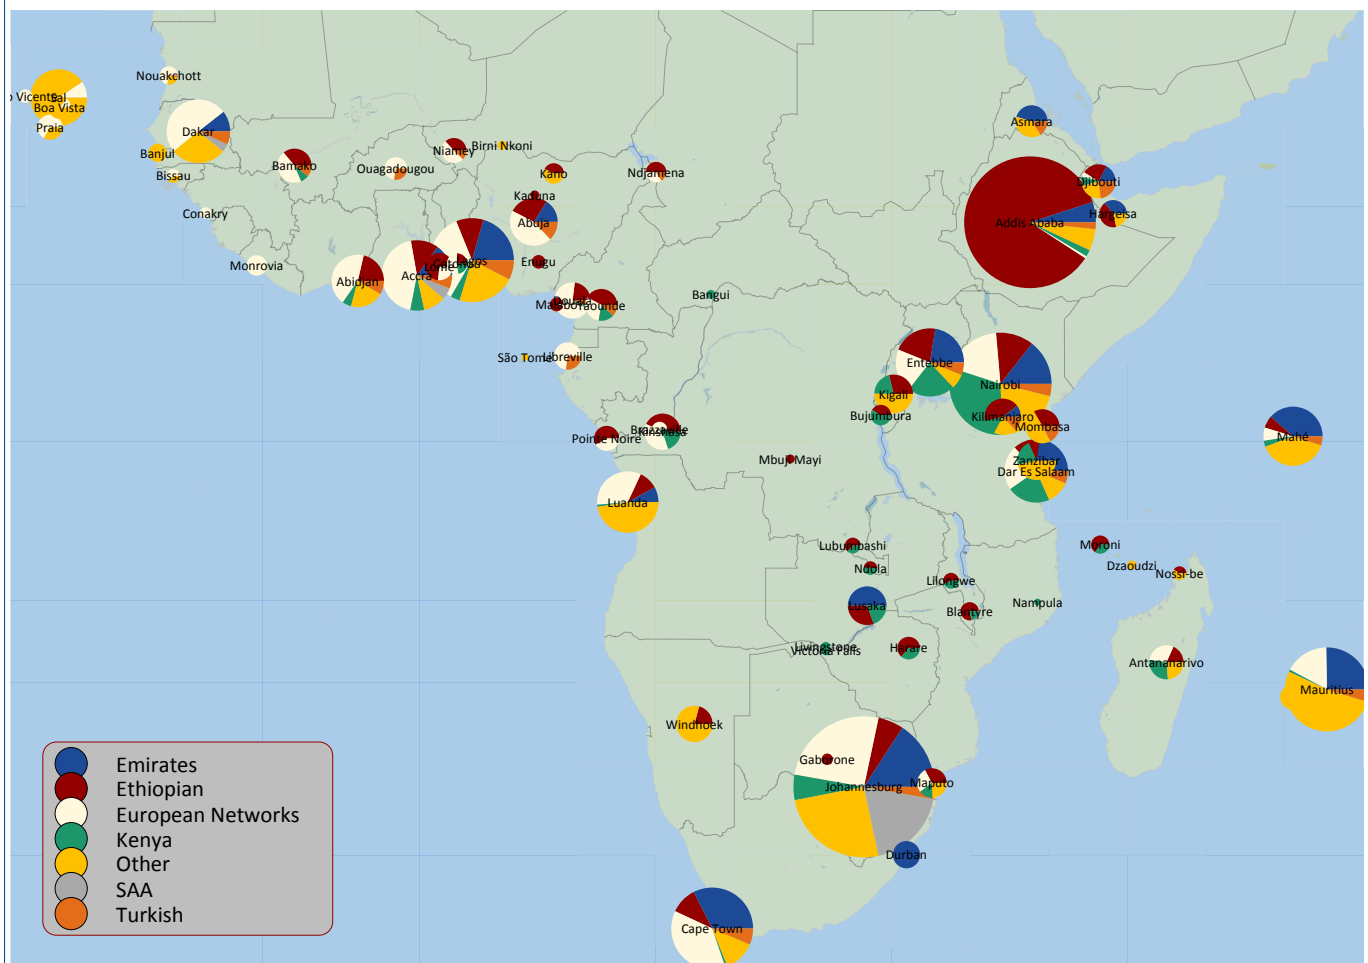 Nouakchott
o Vicente
Sal
Boa Vista
Praia
Dakar
Banjul
Bissau
Conakry
Monrovia
Bamako
Ouagadougou
Niamey
Birni Nkoni
Kano
Kaduna
Abuja
Ndjamena
Asmara
Djibouti
Addis Ababa
Hargeisa
Abidjan
Accra
Lome
Enugu
Malabo
Douala
Yaounde
Bangui
São Tome
Libreville
Entebbe
Nairobi
Kigali
Bujumbura
Kilimanjaro
Mombasa
Pointe Noire
Brazzaville
Kinshasa
Mbuji-Mayi
Zanzibar
Dar Es Salaam
Mahé
Luanda
Lubumbashi
Ndola
Lilongwe
Moroni
Dzaoudzi
Nossi-be
Lusaka
Blantyre
Nampula
Livingstone
Victoria Falls
Harare
Antananarivo
Mauritius
Windhoek
Gaborone
Johannesburg
Maputo
Durban
Cape Town
Emirates
Ethiopian
European Networks
Kenya
Other
SAA
Turkish